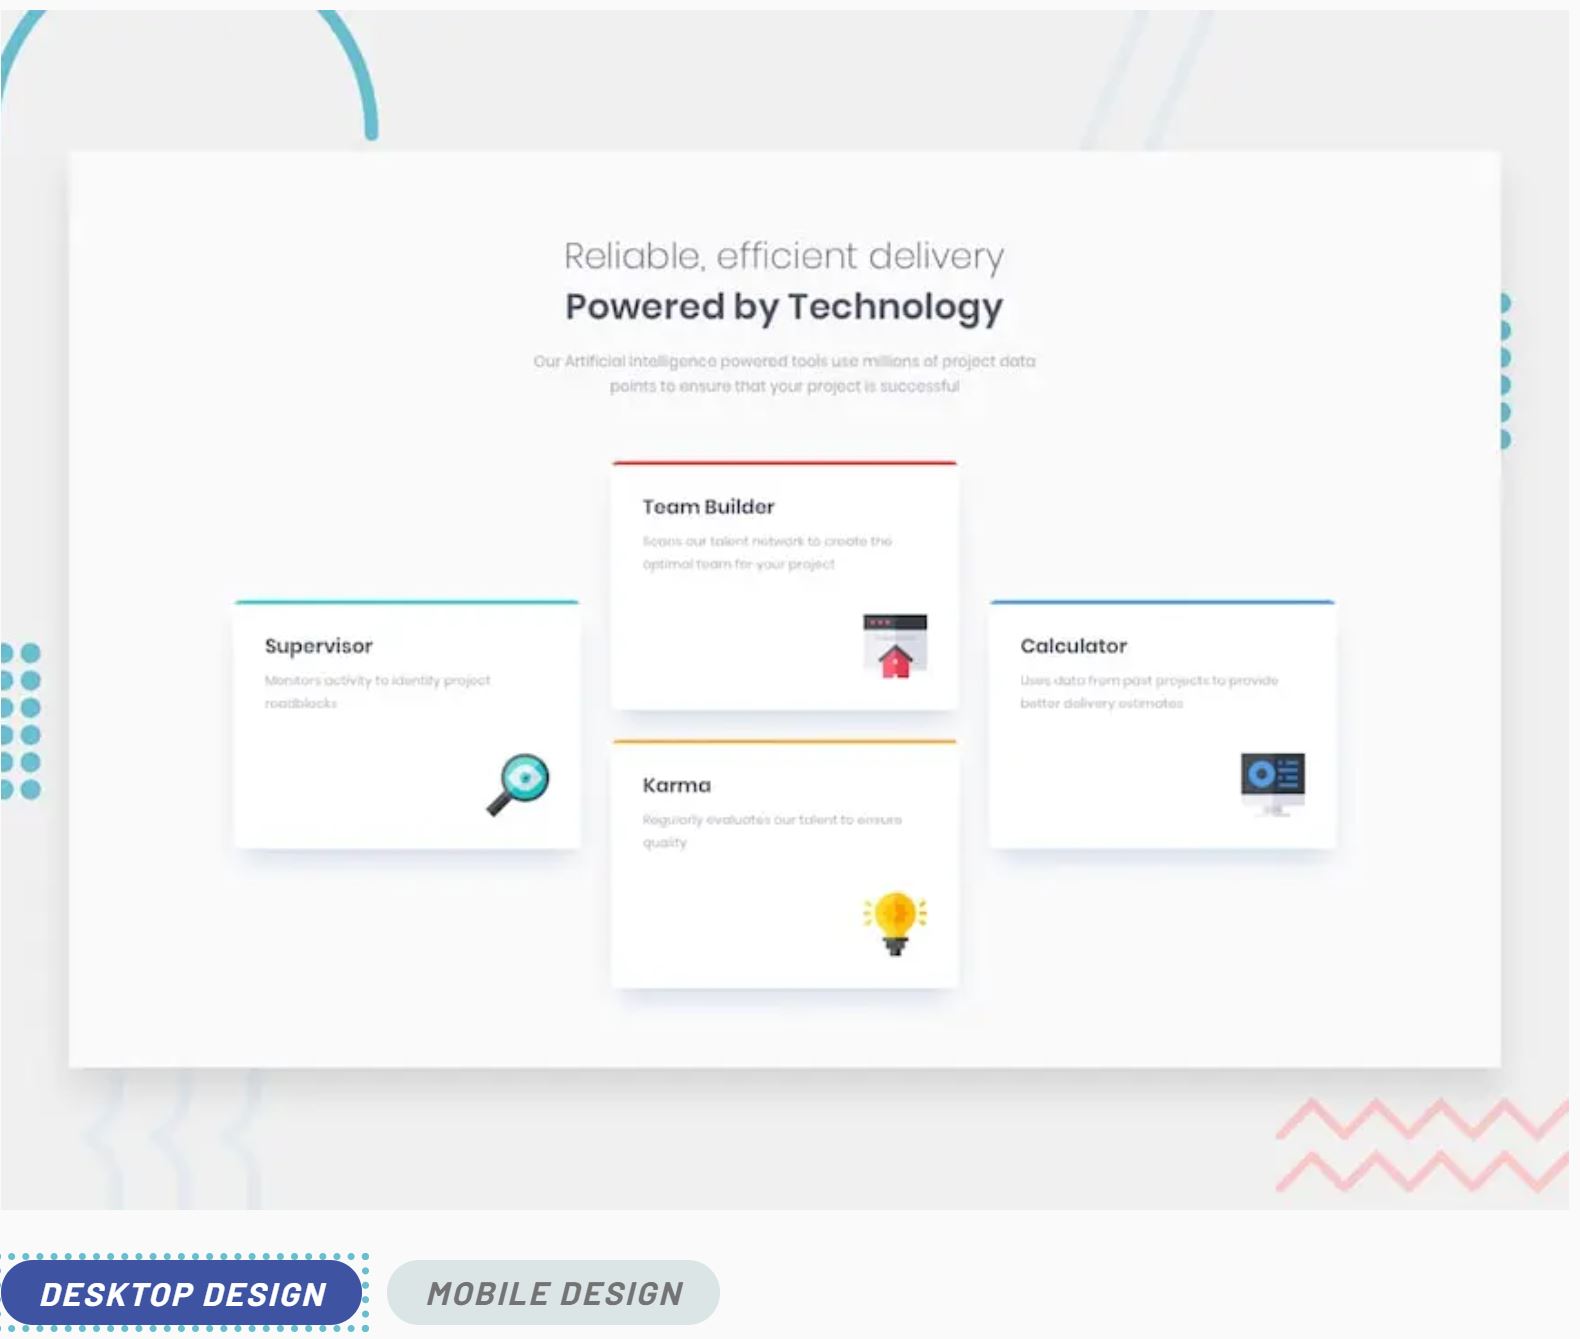 Reliable, efficient delivery
Powered by Technology
Our Artificial Intelligence powered tools use millions of project data
points to ensure that your project is successful
Team Builder
Scans our talent network to create the
optimal team for your project
Supervisor
Monitors activity to identify project
roadblocks
Calculator
Uses data from past projects to provide
better delivery estimates
Karma
Regularly evaluates our talent to ensure
quality
DESKTOP DESIGN
MOBILE DESIGN